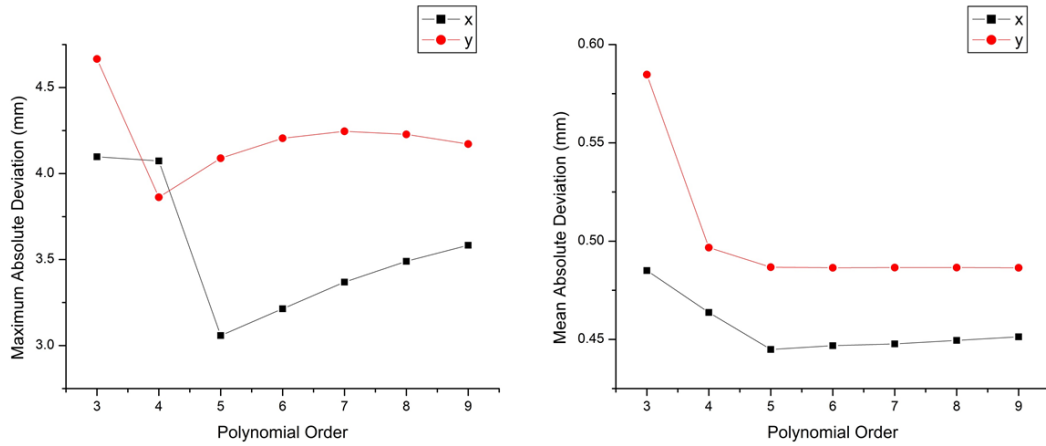 x
y
Maximum Absolute Deviation (mm)
4.5
4.0
3.5
3.0
3 4 5 6 7 8 9
Polynomial Order
x
y
Mean Absolute Deviation (mm)
0.60
0.55
0.50
0.45
3 4 5 6 7 8 9
Polynomial Order